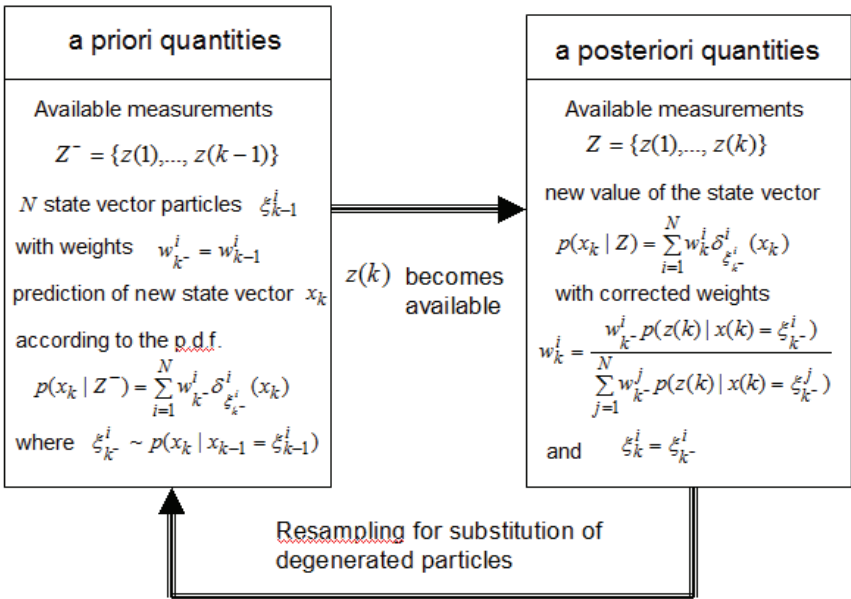 a priori quantities
Available measurements
Z⁻ = {z(1),..., z(k−1)}
N state vector particles ξ^i_{k−1}
with weights w^i_{k⁻} = w^i_{k−1}
prediction of new state vector x_k
according to the p.d.f.
p(x_k | Z⁻) = ∑_{i=1}^{N} w^i_{k⁻} δ^i_{ξ^i_{k⁻}} (x_k)
where ξ^i_{k⁻} ~ p(x_k | x_{k−1} = ξ^i_{k−1})
z(k) becomes
available
a posteriori quantities
Available measurements
Z = {z(1),..., z(k)}
new value of the state vector
p(x_k | Z) = ∑_{i=1}^{N} w^i_k δ^i_{ξ^i_{k⁻}} (x_k)
with corrected weights
w^i_k = \frac{w^i_{k⁻} p(z(k) | x(k) = ξ^i_{k⁻})}{∑_{j=1}^{N} w^j_{k⁻} p(z(k) | x(k) = ξ^j_{k⁻})}
and ξ^i_k = ξ^i_{k⁻}
Resampling for substitution of
degenerated particles